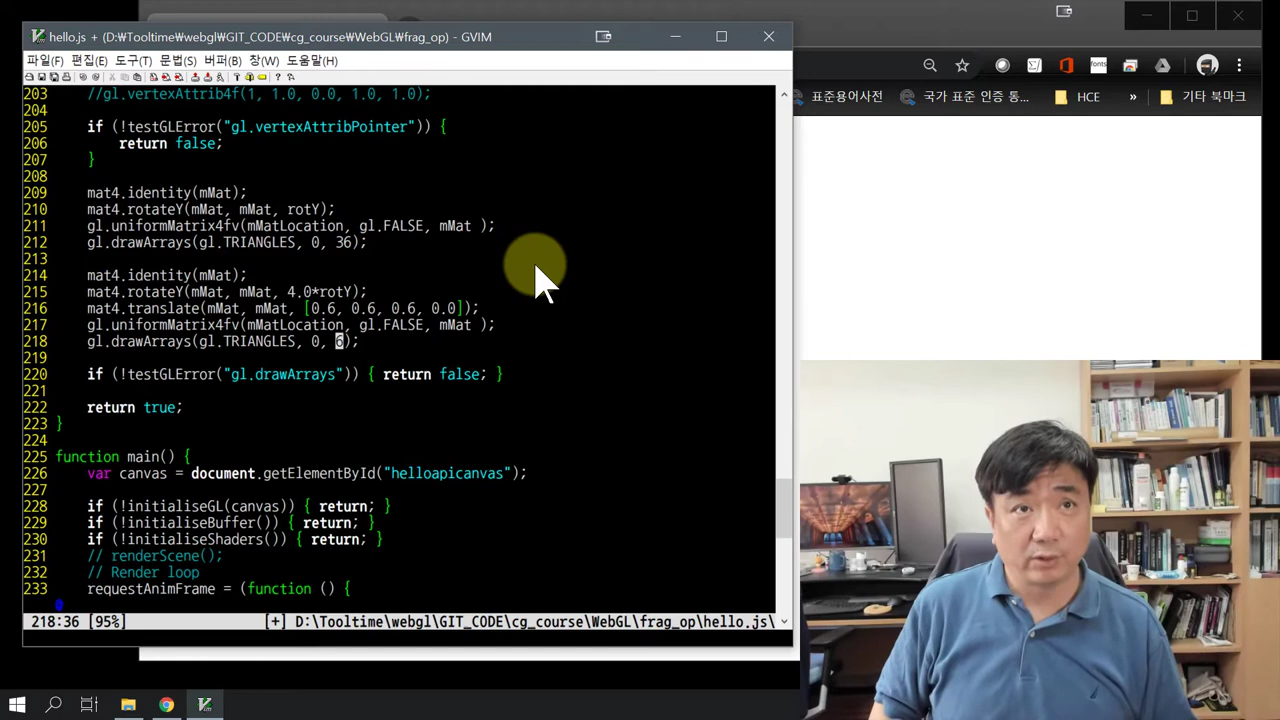 hello.js + (D:₩Tooltime₩webgl₩GIT_CODE₩cg_course₩WebGL₩frag_op) - GVIM
파일(F) 편집(E) 도구(T) 문법(S) 버퍼(B) 창(W) 도움말(H)
203 //gl.vertexAttrib4f(1, 1.0, 0.0, 1.0, 1.0);
204
205 if (!testGLError("gl.vertexAttribPointer")) {
206 return false;
207 }
208
209 mat4.identity(mMat);
210 mat4.rotateY(mMat, mMat, rotY);
211 gl.uniformMatrix4fv(mMatLocation, gl.FALSE, mMat );
212 gl.drawArrays(gl.TRIANGLES, 0, 36);
213
214 mat4.identity(mMat);
215 mat4.rotateY(mMat, mMat, 4.0*rotY);
216 mat4.translate(mMat, mMat, [0.6, 0.6, 0.6, 0.0]);
217 gl.uniformMatrix4fv(mMatLocation, gl.FALSE, mMat );
218 gl.drawArrays(gl.TRIANGLES, 0, 6);
219
220 if (!testGLError("gl.drawArrays")) { return false; }
221
222 return true;
223 }
224
225 function main() {
226 var canvas = document.getElementById("helloapicanvas");
227
228 if (!initialiseGL(canvas)) { return; }
229 if (!initialiseBuffer()) { return; }
230 if (!initialiseShaders()) { return; }
231 // renderScene();
232 // Render loop
233 requestAnimFrame = (function () {
218:36 [95%] [+] D:\Tooltime\webgl\GIT_CODE\cg_course\WebGL\frag_op\hello.js\
fonts
표준용어사전 국가 표준 인증 통... HCE » 기타 북마크